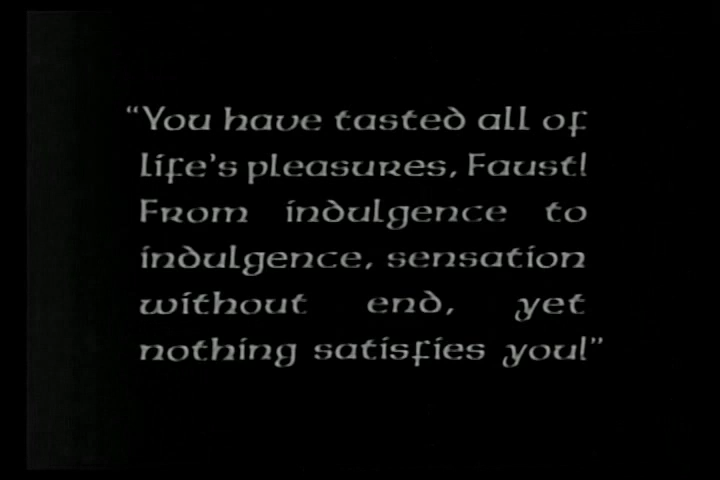 “You have tasted all of
life's pleasures, Faust!
From indulgence to
indulgence, sensation
without end, yet
nothing satisfies you!”